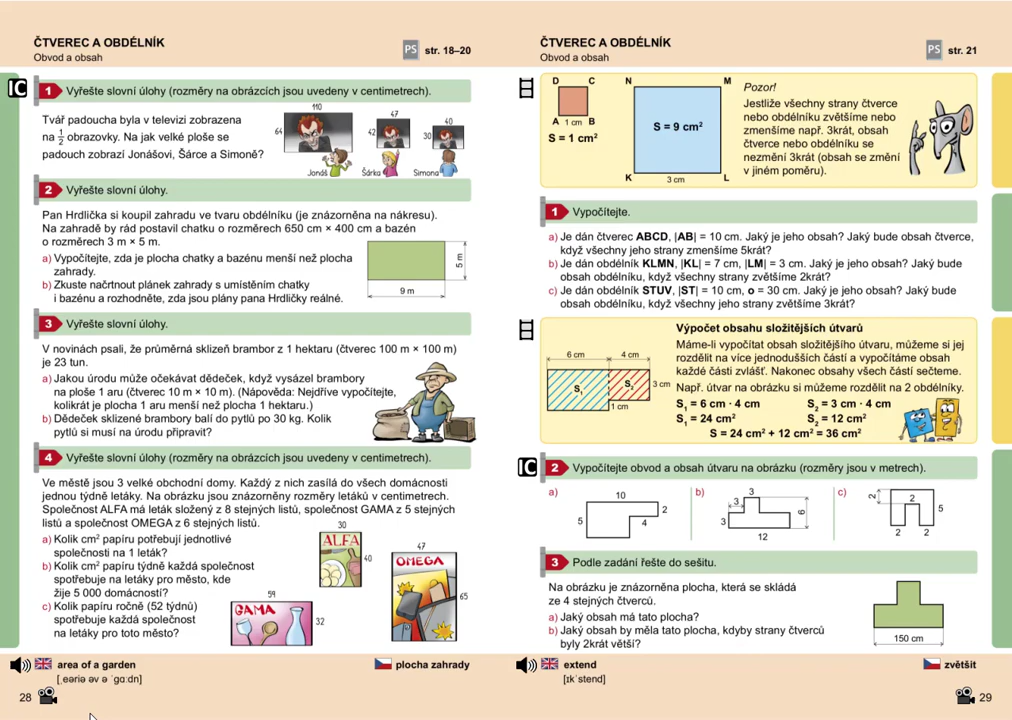 ČTVEREC A OBDÉLNÍK
Obvod a obsah
PS str. 18–20
IC
1 Vyřešte slovní úlohy (rozměry na obrázcích jsou uvedeny v centimetrech).
Tvář padoucha byla v televizi zobrazena
na 1/2 obrazovky. Na jak velké ploše se
padouch zobrazí Jonášovi, Šárce a Simoně?
110
64
Jonáš
47
42
Šárka
40
30
Simona
2 Vyřešte slovní úlohy.
Pan Hrdlička si koupil zahradu ve tvaru obdélníku (je znázorněna na nákresu).
Na zahradě by rád postavil chatku o rozměrech 650 cm × 400 cm a bazén
o rozměrech 3 m × 5 m.
a) Vypočítejte, zda je plocha chatky a bazénu menší než plocha
zahrady.
b) Zkuste načrtnout plánek zahrady s umístěním chatky
i bazénu a rozhodněte, zda jsou plány pana Hrdličky reálné.
5 m
9 m
3 Vyřešte slovní úlohy.
V novinách psali, že průměrná sklizeň brambor z 1 hektaru (čtverec 100 m × 100 m)
je 23 tun.
a) Jakou úrodu může očekávat dědeček, když vysázel brambory
na ploše 1 aru (čtverec 10 m × 10 m). (Nápověda: Nejdříve vypočítejte,
kolikrát je plocha 1 aru menší než plocha 1 hektaru.)
b) Dědeček sklizené brambory balí do pytlů po 30 kg. Kolik
pytlů si musí na úrodu připravit?
4 Vyřešte slovní úlohy (rozměry na obrázcích jsou uvedeny v centimetrech).
Ve městě jsou 3 velké obchodní domy. Každý z nich zasílá do všech domácností
jednou týdně letáky. Na obrázku jsou znázorněny rozměry letáků v centimetrech.
Společnost ALFA má leták složený z 8 stejných listů, společnost GAMA z 5 stejných
listů a společnost OMEGA z 6 stejných listů.
a) Kolik cm² papíru potřebují jednotlivé
společnosti na 1 leták?
b) Kolik cm² papíru týdně každá společnost
spotřebuje na letáky pro město, kde
žije 5 000 domácností?
c) Kolik papíru ročně (52 týdnů)
spotřebuje každá společnost
na letáky pro toto město?
30
ALFA
40
47
OMEGA
65
59
GAMA
32
area of a garden
[ˌeəriə əv ə ˈɡɑːdn]
plocha zahrady
28
ČTVEREC A OBDÉLNÍK
Obvod a obsah
PS str. 21
D C
A 1 cm B
S = 1 cm²
N M
S = 9 cm²
K 3 cm L
Pozor!
Jestliže všechny strany čtverce
nebo obdélníku zvětšíme nebo
zmenšíme např. 3krát, obsah
čtverce nebo obdélníku se
nezmění 3krát (obsah se změní
v jiném poměru).
1 Vypočítejte.
a) Je dán čtverec ABCD, |AB| = 10 cm. Jaký je jeho obsah? Jaký bude obsah čtverce,
když všechny jeho strany zmenšíme 5krát?
b) Je dán obdélník KLMN, |KL| = 7 cm, |LM| = 3 cm. Jaký je jeho obsah? Jaký bude
obsah obdélníku, když všechny jeho strany zvětšíme 2krát?
c) Je dán obdélník STUV, |ST| = 10 cm, o = 30 cm. Jaký je jeho obsah? Jaký bude
obsah obdélníku, když všechny jeho strany zvětšíme 3krát?
Výpočet obsahu složitějších útvarů
Máme-li vypočítat obsah složitějšího útvaru, můžeme si jej
rozdělit na více jednodušších částí a vypočítáme obsah
každé části zvlášť. Nakonec obsahy všech částí sečteme.
Např. útvar na obrázku si můžeme rozdělit na 2 obdélníky.
S₁ = 6 cm · 4 cm S₂ = 3 cm · 4 cm
S₁ = 24 cm² S₂ = 12 cm²
S = 24 cm² + 12 cm² = 36 cm²
6 cm 4 cm
S₁ S₂ 3 cm
1 cm
IC
2 Vypočítejte obvod a obsah útvaru na obrázku (rozměry jsou v metrech).
a) 10
5 2
4
b) 3
3
3 6
12
c) 2 2
5
2 2
3 Podle zadání řešte do sešitu.
Na obrázku je znázorněna plocha, která se skládá
ze 4 stejných čtverců.
a) Jaký obsah má tato plocha?
b) Jaký obsah by měla tato plocha, kdyby strany čtverců
byly 2krát větší?
150 cm
extend
[ɪkˈstend]
zvětšit
29